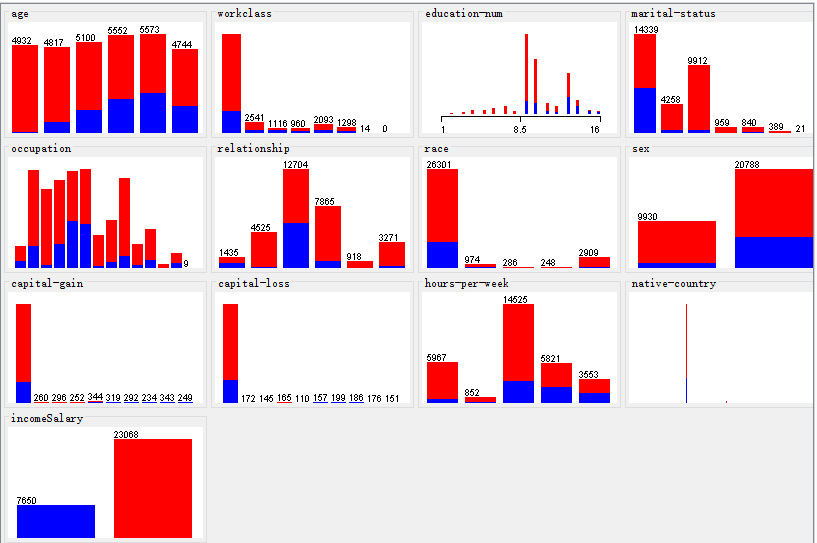 age
4932 4817 5100 5552 5573 4744
workclass
2541 1116 960 2093 1298 14 0
education-num
1 8.5 16
marital-status
14339 4258 9912 959 840 389 21
occupation
9
relationship
1435 4525 12704 7865 918 3271
race
26301 974 286 248 2909
sex
9930 20788
capital-gain
260 296 252 344 319 292 234 343 249
capital-loss
172 145 165 110 157 199 186 176 151
hours-per-week
5967 852 14525 5821 3553
native-country
incomeSalary
7650 23068